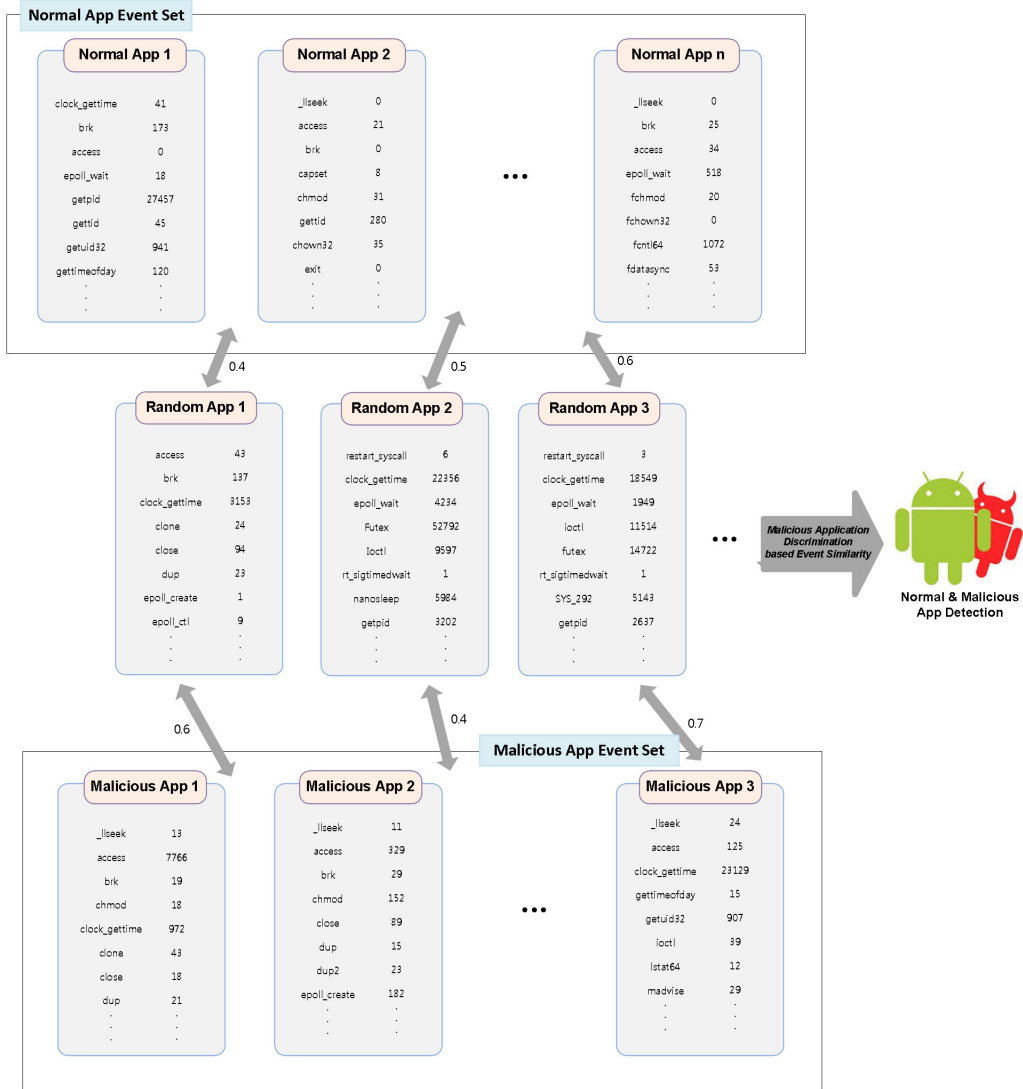 Normal App Event Set
Normal App 1
clock_gettime 41
brk 173
access 0
epoll_wait 18
getpid 27457
gettid 45
getuid32 941
gettimeofday 120
. .
. .
. .
Normal App 2
_llseek 0
access 21
brk 0
capset 8
chmod 31
gettid 280
chown32 35
exit 0
. .
. .
. .
...
Normal App n
_llseek 0
brk 25
access 34
epoll_wait 518
fchmod 20
fchown32 0
fcntl64 1072
fdatasync 53
. .
. .
. .
0.4
0.5
0.6
Random App 1
access 43
brk 137
clock_gettime 3153
clone 24
close 94
dup 23
epoll_create 1
epoll_ctl 9
. .
. .
. .
Random App 2
restart_syscall 6
clock_gettime 22356
epoll_wait 4234
Futex 52792
Ioctl 9597
rt_sigtimedwait 1
nanosleep 5984
getpid 3202
. .
. .
. .
Random App 3
restart_syscall 3
clock_gettime 18549
epoll_wait 1949
ioctl 11514
futex 14722
rt_sigtimedwait 1
SYS_292 5143
getpid 2637
. .
. .
. .
...
Malicious Application
Discrimination
based Event Similarity
Normal & Malicious
App Detection
0.6
0.4
0.7
Malicious App Event Set
Malicious App 1
_llseek 13
access 7766
brk 19
chmod 18
clock_gettime 972
clone 43
close 18
dup 21
. .
. .
. .
Malicious App 2
_llseek 11
access 329
brk 29
chmod 152
close 89
dup 15
dup2 23
epoll_create 182
. .
. .
. .
...
Malicious App 3
_llseek 24
access 125
clock_gettime 23129
gettimeofday 15
getuid32 907
ioctl 39
lstat64 12
madvise 29
. .
. .
. .